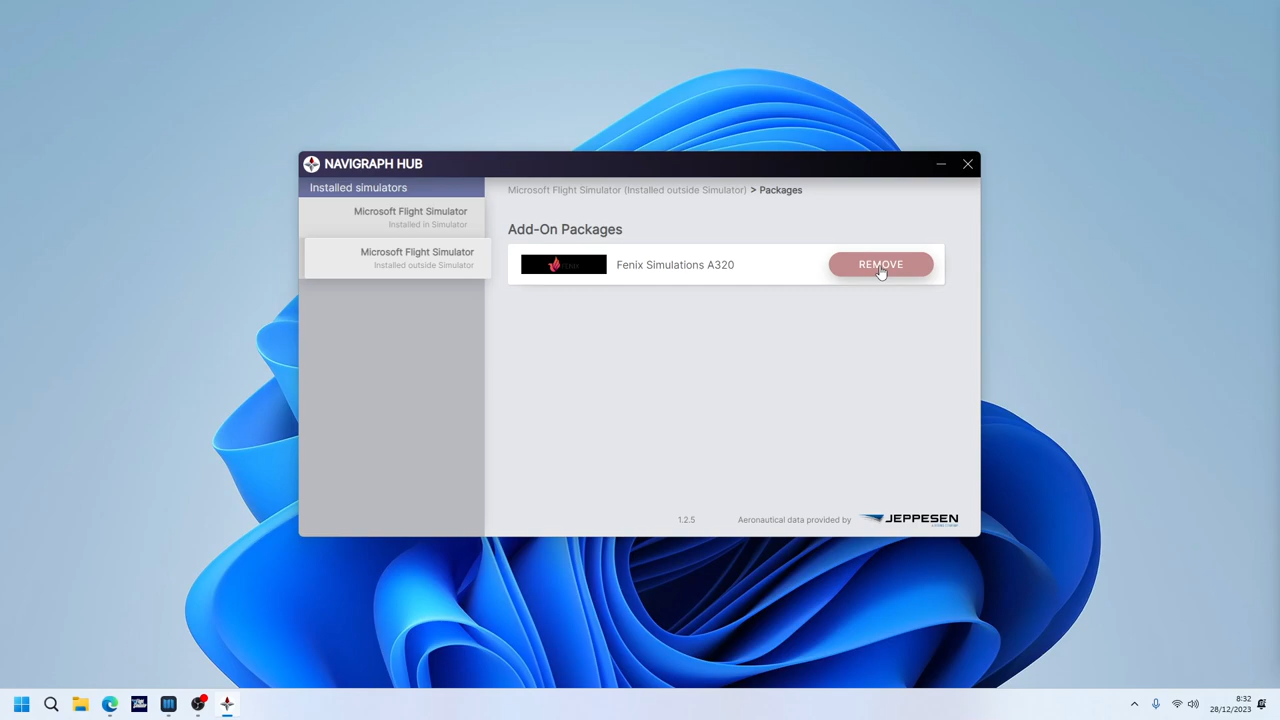 NAVIGRAPH HUB
Installed simulators
Microsoft Flight Simulator
Installed in Simulator
Microsoft Flight Simulator
Installed outside Simulator
Microsoft Flight Simulator (Installed outside Simulator) > Packages
Add-On Packages
Fenix Simulations A320
REMOVE
1.2.5
Aeronautical data provided by
JEPPESEN
8:32
28/12/2023